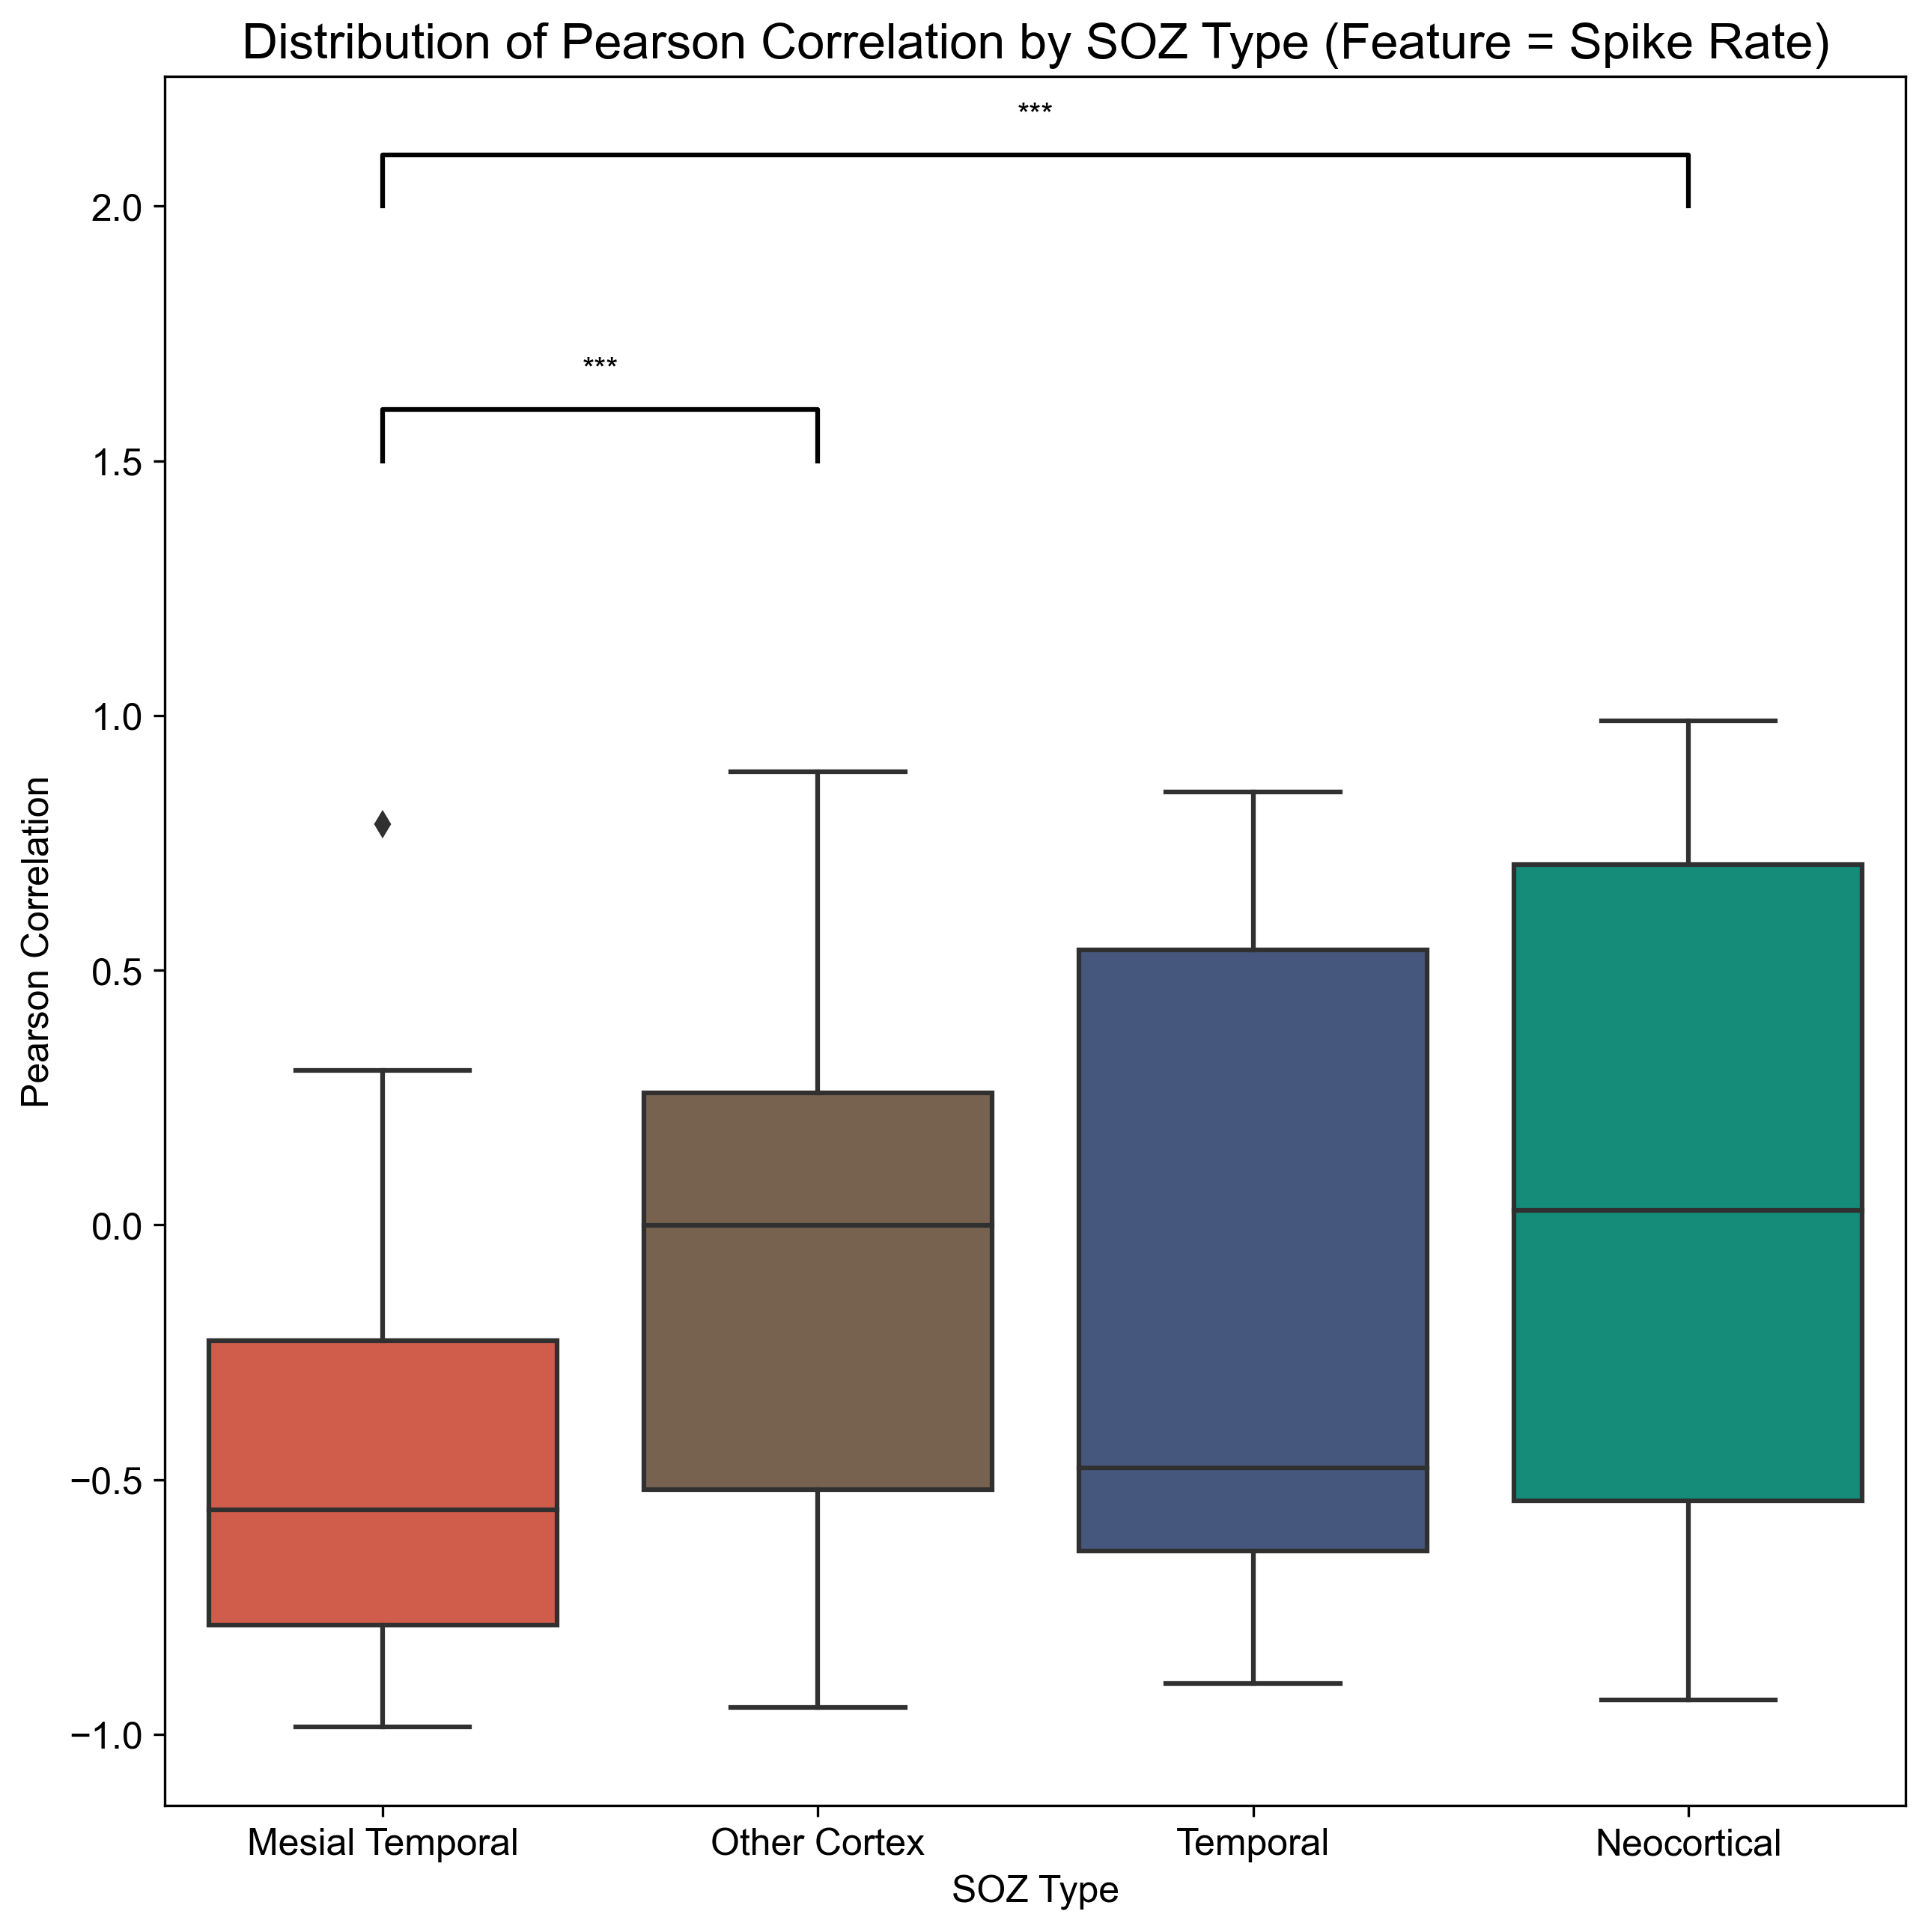 Distribution of Pearson Correlation by SOZ Type (Feature = Spike Rate)
***
2.0
***
1.5
1.0
0.5
0.0
−0.5
−1.0
Pearson Correlation
Mesial Temporal
Other Cortex
Temporal
Neocortical
SOZ Type